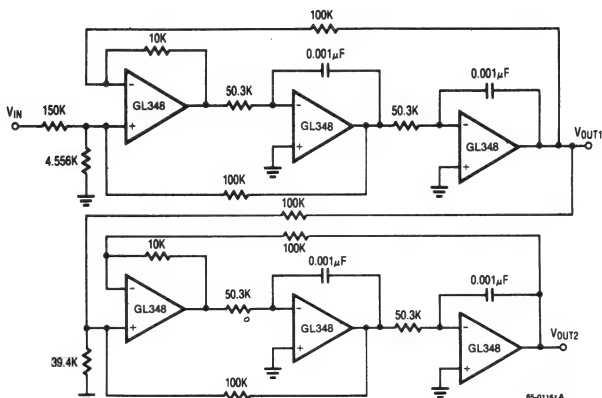 100K
10K
0.001µF
0.001µF
50.3K
50.3K
VIN
150K
−
+
GL348
−
+
GL348
−
+
GL348
VOUT1
4.556K
100K
100K
100K
10K
0.001µF
0.001µF
50.3K
50.3K
−
+
GL348
−
+
GL348
−
+
GL348
VOUT2
39.4K
100K